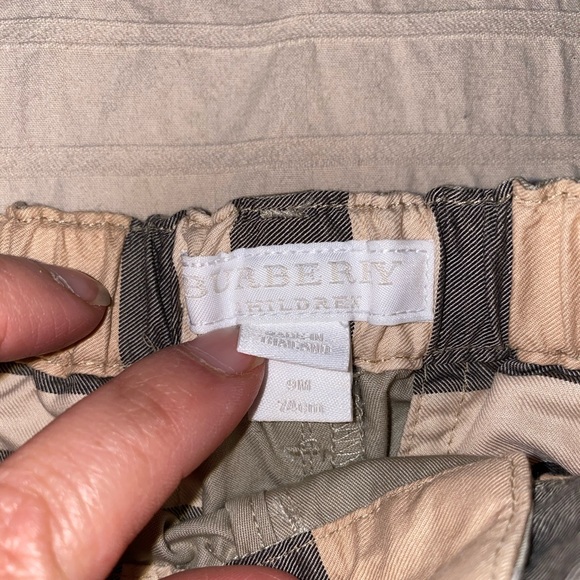 BURBERRY
CHILDREN
MADE IN
THAILAND
9M
74cm